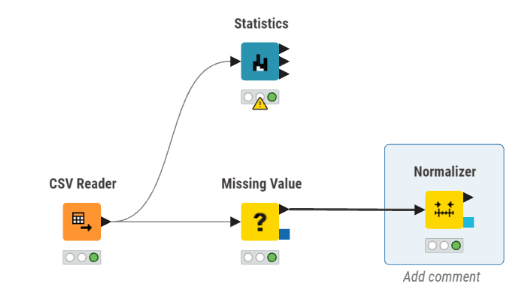 Statistics
CSV Reader
Missing Value
?
Normalizer
Add comment